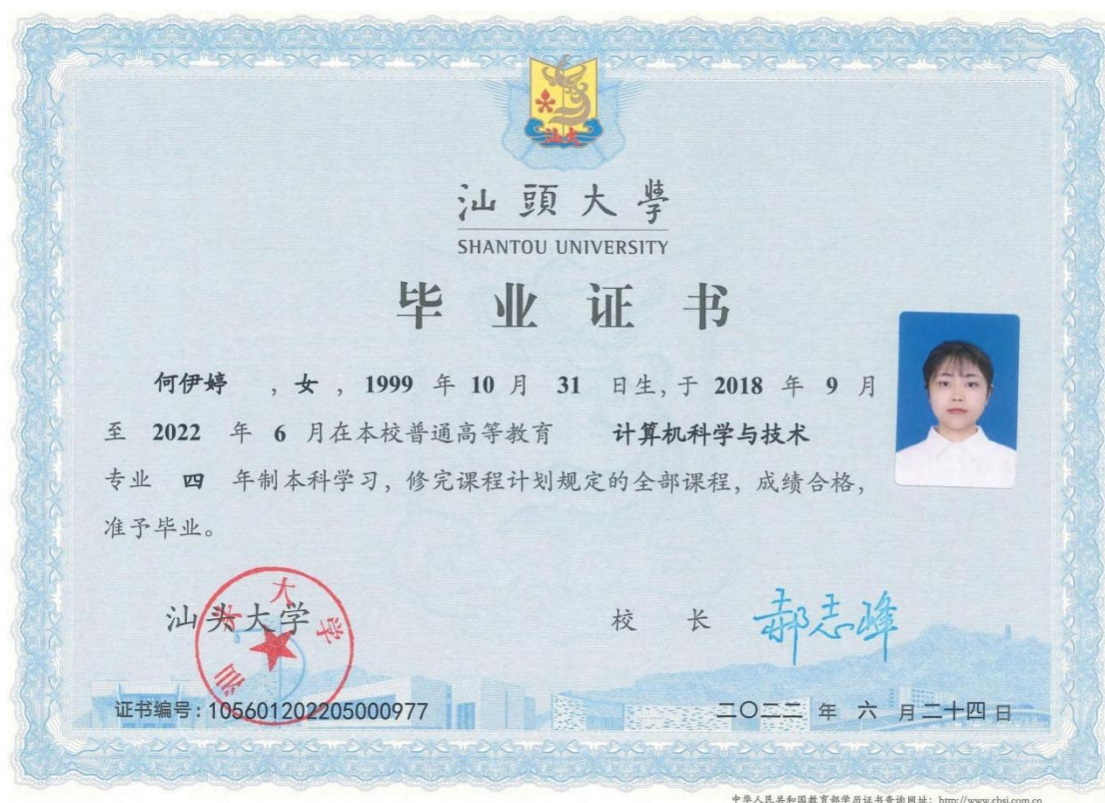 汕大
汕頭大學
SHANTOU UNIVERSITY
毕业证书
何伊婷 ，女，1999 年 10 月 31 日生，于 2018 年 9 月
至 2022 年 6 月在本校普通高等教育 计算机科学与技术
专业 四 年制本科学习，修完课程计划规定的全部课程，成绩合格，
准予毕业。
汕头大学
汕头大学
校 长 郝志峰
证书编号：105601202205000977
二〇二二 年 六 月二十四日
中华人民共和国教育部学历证书查询网址：http://www.chsi.com.cn